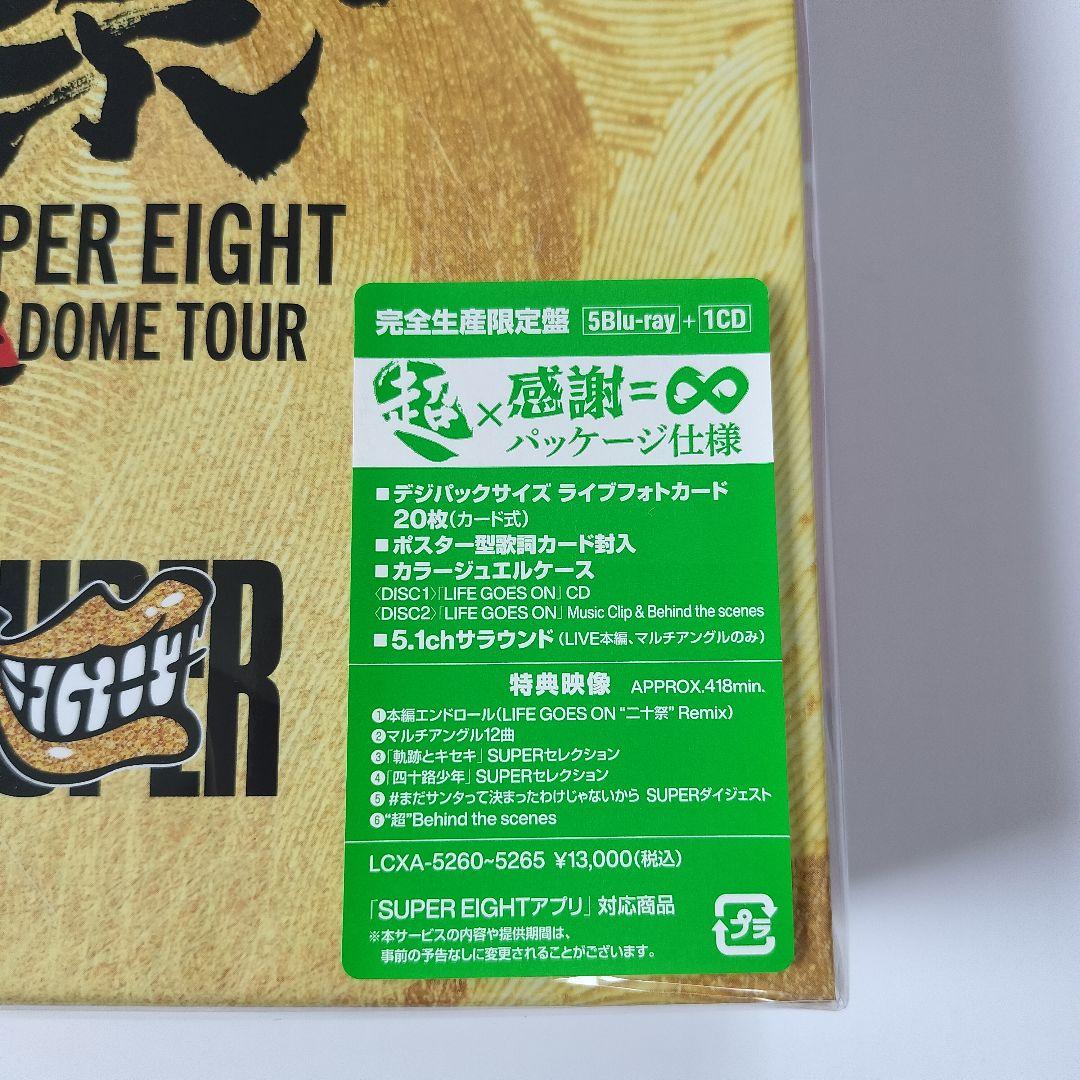 祭
PER EIGHT
DOME TOUR
SUPER
EIGHT
完全生産限定盤 5Blu-ray + 1CD
超×感謝=∞
パッケージ仕様
■デジパックサイズ ライブフォトカード
20枚(カード式)
■ポスター型歌詞カード封入
■カラージュエルケース
〈DISC1〉「LIFE GOES ON」 CD
〈DISC2〉「LIFE GOES ON」 Music Clip & Behind the scenes
■5.1chサラウンド (LIVE本編、マルチアングルのみ)
特典映像 APPROX.418min.
①本編エンドロール(LIFE GOES ON “二十祭” Remix)
②マルチアングル12曲
③「軌跡とキセキ」 SUPERセレクション
④「四十路少年」 SUPERセレクション
⑤#まだサンタって決まったわけじゃないから SUPERダイジェスト
⑥“超”Behind the scenes
LCXA-5260~5265 ¥13,000(税込)
「SUPER EIGHTアプリ」 対応商品
※本サービスの内容や提供期間は、
事前の予告なしに変更されることがございます。
プラ